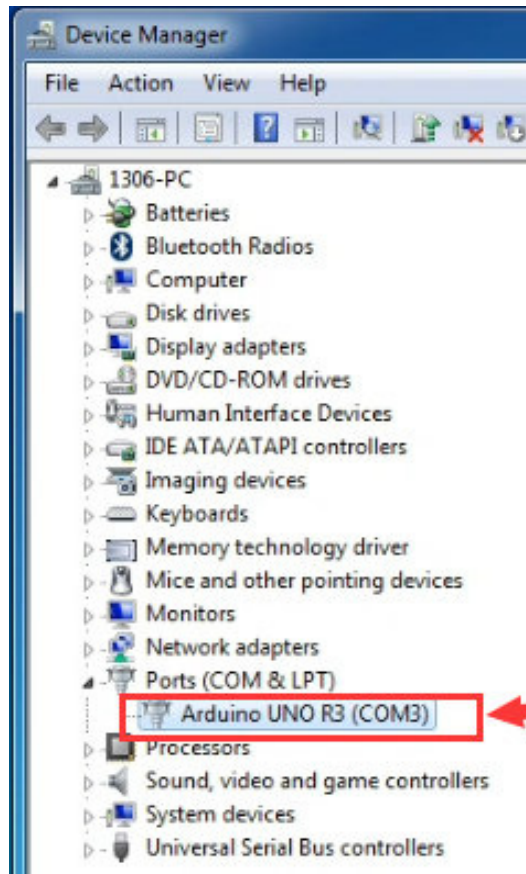 Device Manager
File Action View Help
1306-PC
Batteries
Bluetooth Radios
Computer
Disk drives
Display adapters
DVD/CD-ROM drives
Human Interface Devices
IDE ATA/ATAPI controllers
Imaging devices
Keyboards
Memory technology driver
Mice and other pointing devices
Monitors
Network adapters
Ports (COM & LPT)
Arduino UNO R3 (COM3)
Processors
Sound, video and game controllers
System devices
Universal Serial Bus controllers